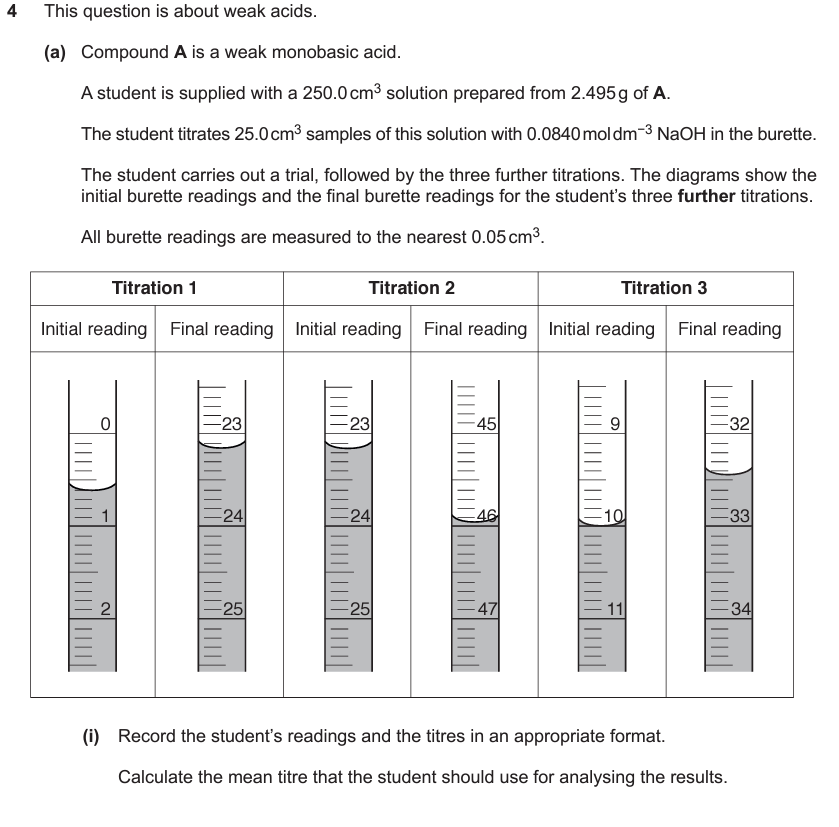 4 This question is about weak acids.
(a) Compound A is a weak monobasic acid.
A student is supplied with a 250.0 cm³ solution prepared from 2.495 g of A.
The student titrates 25.0 cm³ samples of this solution with 0.0840 mol dm⁻³ NaOH in the burette.
The student carries out a trial, followed by the three further titrations. The diagrams show the
initial burette readings and the final burette readings for the student's three further titrations.
All burette readings are measured to the nearest 0.05 cm³.
Titration 1 Titration 2 Titration 3
Initial reading Final reading Initial reading Final reading Initial reading Final reading
0 23 23 45 9 32
1 24 24 46 10 33
2 25 25 47 11 34
(i) Record the student's readings and the titres in an appropriate format.
Calculate the mean titre that the student should use for analysing the results.